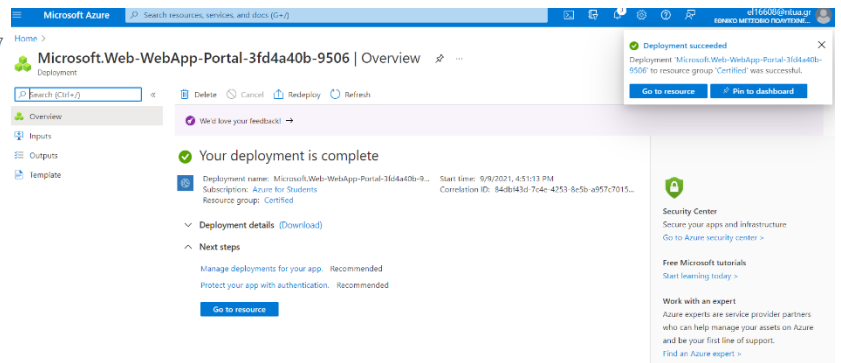 Microsoft Azure
Search resources, services, and docs (G+/)
el16608@ntua.gr
ΕΘΝΙΚΟ ΜΕΤΣΟΒΙΟ ΠΟΛΥΤΕΧΝΕ...
7
Home >
Microsoft.Web-WebApp-Portal-3fd4a40b-9506 | Overview
...
Deployment
Search (Ctrl+/)
«
Delete
Cancel
Redeploy
Refresh
Overview
Inputs
Outputs
Template
We'd love your feedback! →
Your deployment is complete
Deployment name: Microsoft.Web-WebApp-Portal-3fd4a40b-9...
Subscription: Azure for Students
Resource group: Certified
Start time: 9/9/2021, 4:51:13 PM
Correlation ID: 84dbf43d-7c4e-4253-8e5b-a957c7015...
Deployment details (Download)
Next steps
Manage deployments for your app. Recommended
Protect your app with authentication. Recommended
Go to resource
Deployment succeeded
Deployment 'Microsoft.Web-WebApp-Portal-3fd4a40b-
9506' to resource group 'Certified' was successful.
Go to resource
Pin to dashboard
Security Center
Secure your apps and infrastructure
Go to Azure security center >
Free Microsoft tutorials
Start learning today >
Work with an expert
Azure experts are service provider partners
who can help manage your assets on Azure
and be your first line of support.
Find an Azure expert >